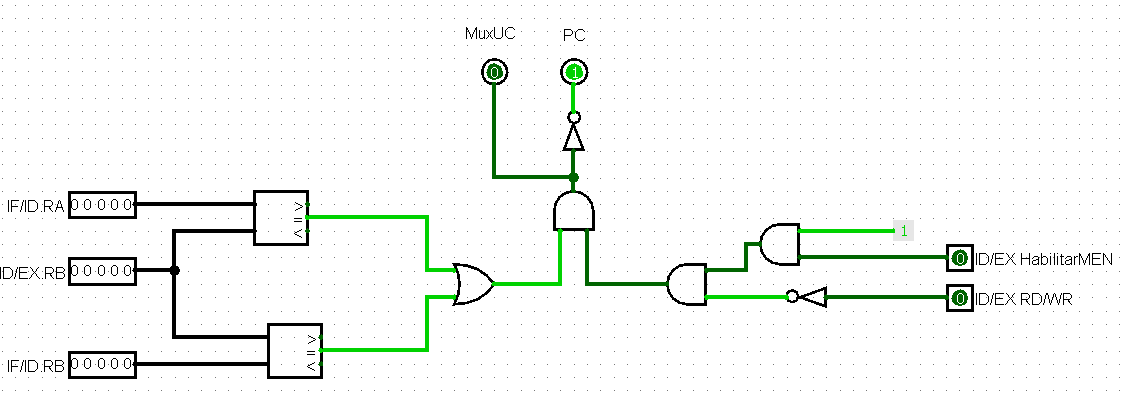 MuxUC PC
0 1
IF/ID.RA 0 0 0 0 0
>
=
<
1
ID/EX.RB 0 0 0 0 0
0 ID/EX HabilitarMEN
0 ID/EX RD/WR
>
=
<
IF/ID.RB 0 0 0 0 0